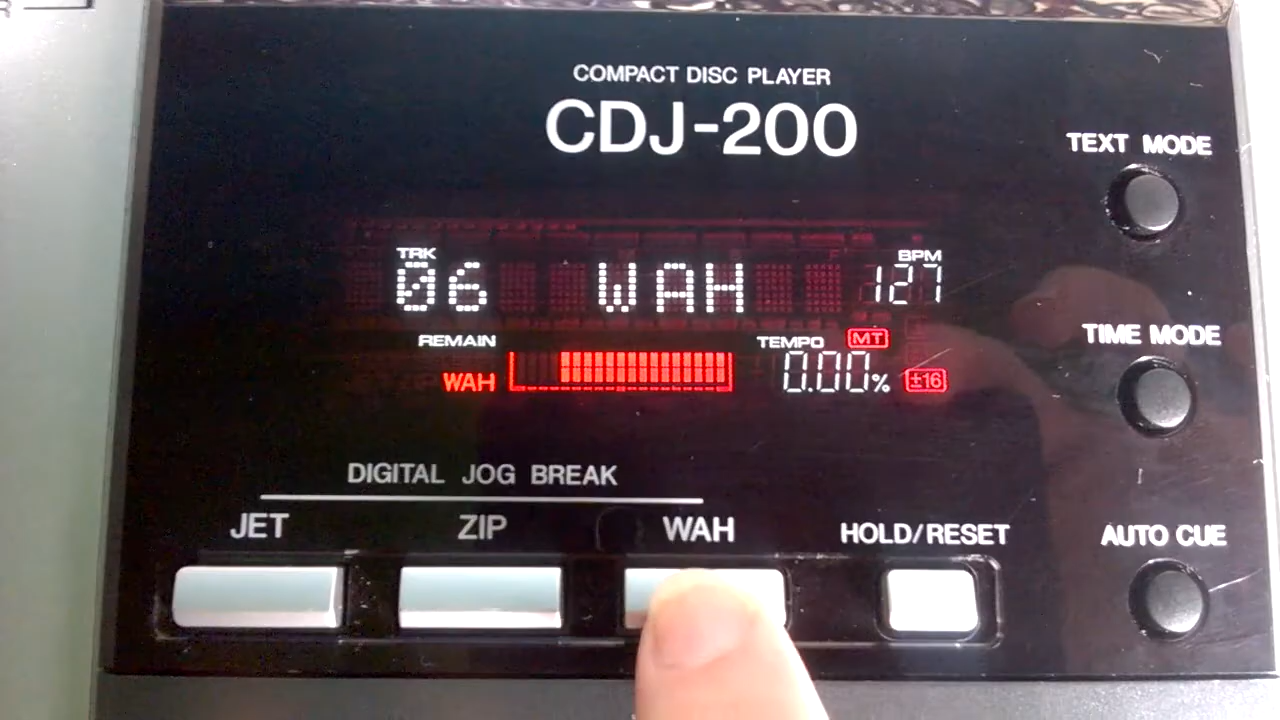 COMPACT DISC PLAYER
CDJ-200
TEXT MODE
TRK BPM
06 WAH 127
REMAIN TEMPO MT
WAH 0.00% ±16
TIME MODE
DIGITAL JOG BREAK
JET ZIP WAH HOLD/RESET AUTO CUE